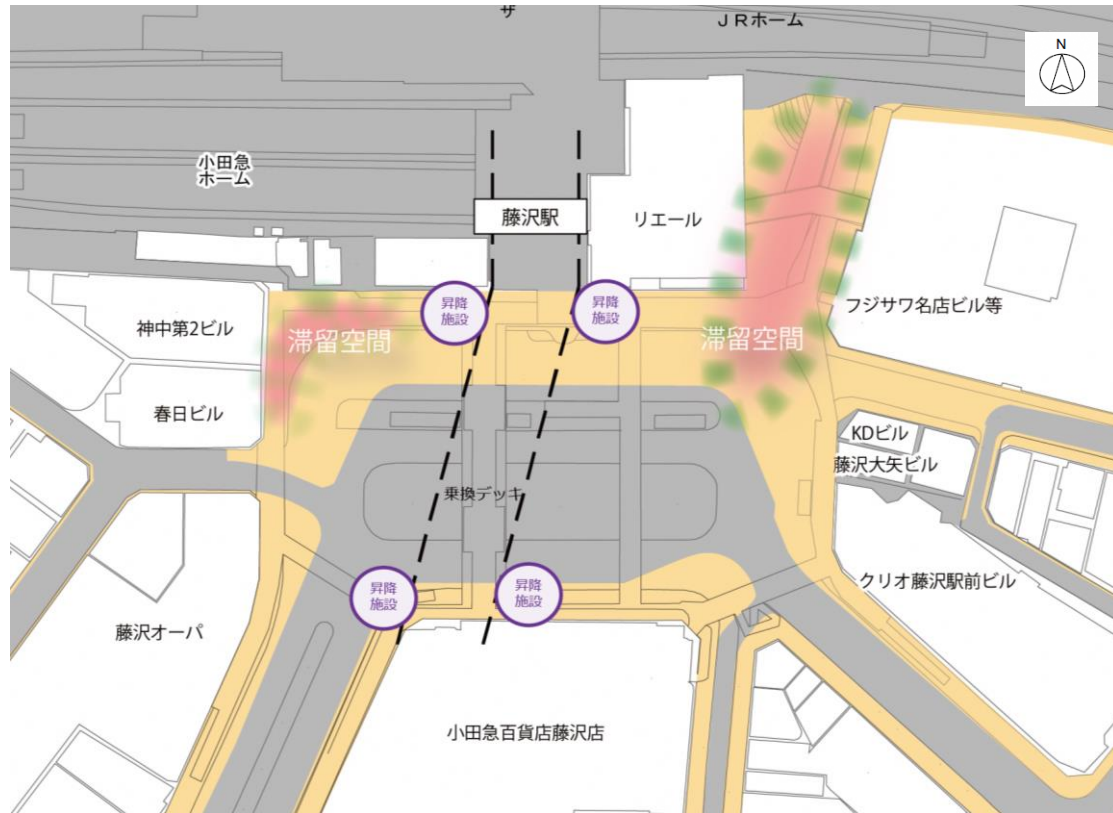 ザ
ＪＲホーム
N
小田急
ホーム
藤沢駅
リエール
昇降
施設
昇降
施設
フジサワ名店ビル等
神中第2ビル
滞留空間
滞留空間
春日ビル
KDビル
藤沢大矢ビル
乗換デッキ
昇降
施設
昇降
施設
クリオ藤沢駅前ビル
藤沢オーパ
小田急百貨店藤沢店